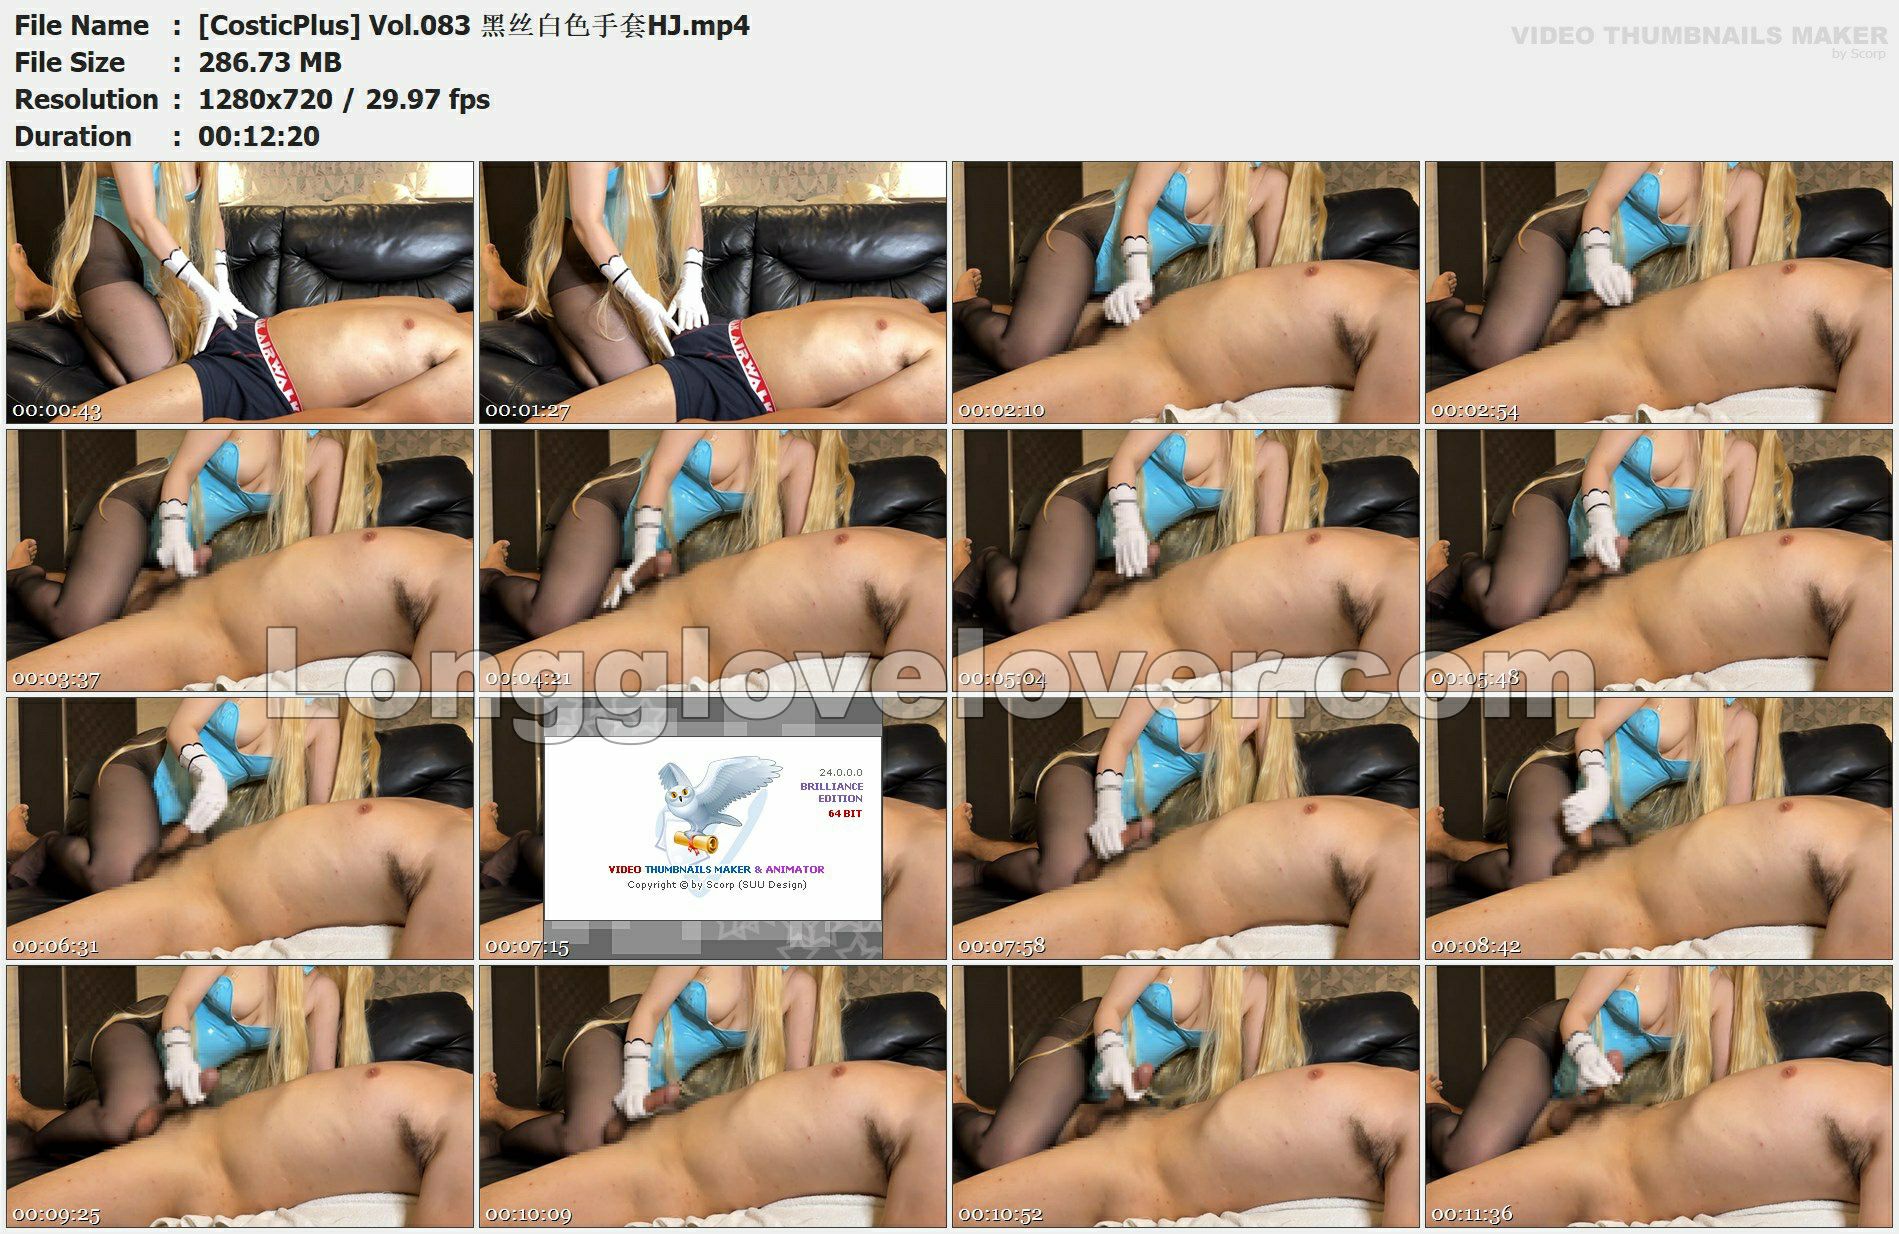 File Name : [CosticPlus] Vol.083 黑丝白色手套HJ.mp4
VIDEO THUMBNAILS MAKER
by Scorp
File Size : 286.73 MB
Resolution : 1280x720 / 29.97 fps
Duration : 00:12:20
AIRWALK
00:00:43
AIRWALK
00:01:27
00:02:10
00:02:54
00:03:37
00:04:21
00:05:04
00:05:48
Longglovelover.com
00:06:31
24.0.0.0
BRILLIANCE
EDITION
64 BIT
VIDEO THUMBNAILS MAKER & ANIMATOR
Copyright © by Scorp (SUU Design)
00:07:15
00:07:58
00:08:42
00:09:25
00:10:09
00:10:52
00:11:36